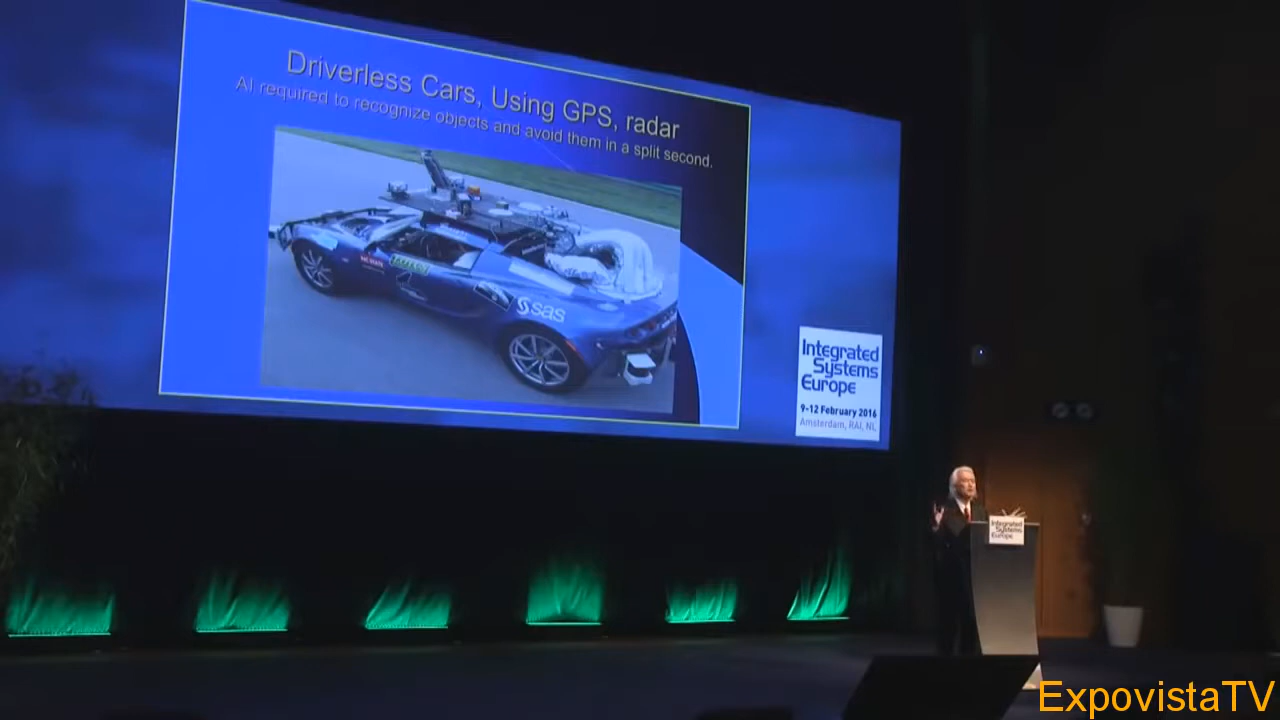 Driverless Cars, Using GPS, radar
AI required to recognize objects and avoid them in a split second.
sas
Integrated
Systems
Europe
9-12 February 2016
Amsterdam, RAI, NL
Integrated
Systems
Europe
ExpovistaTV